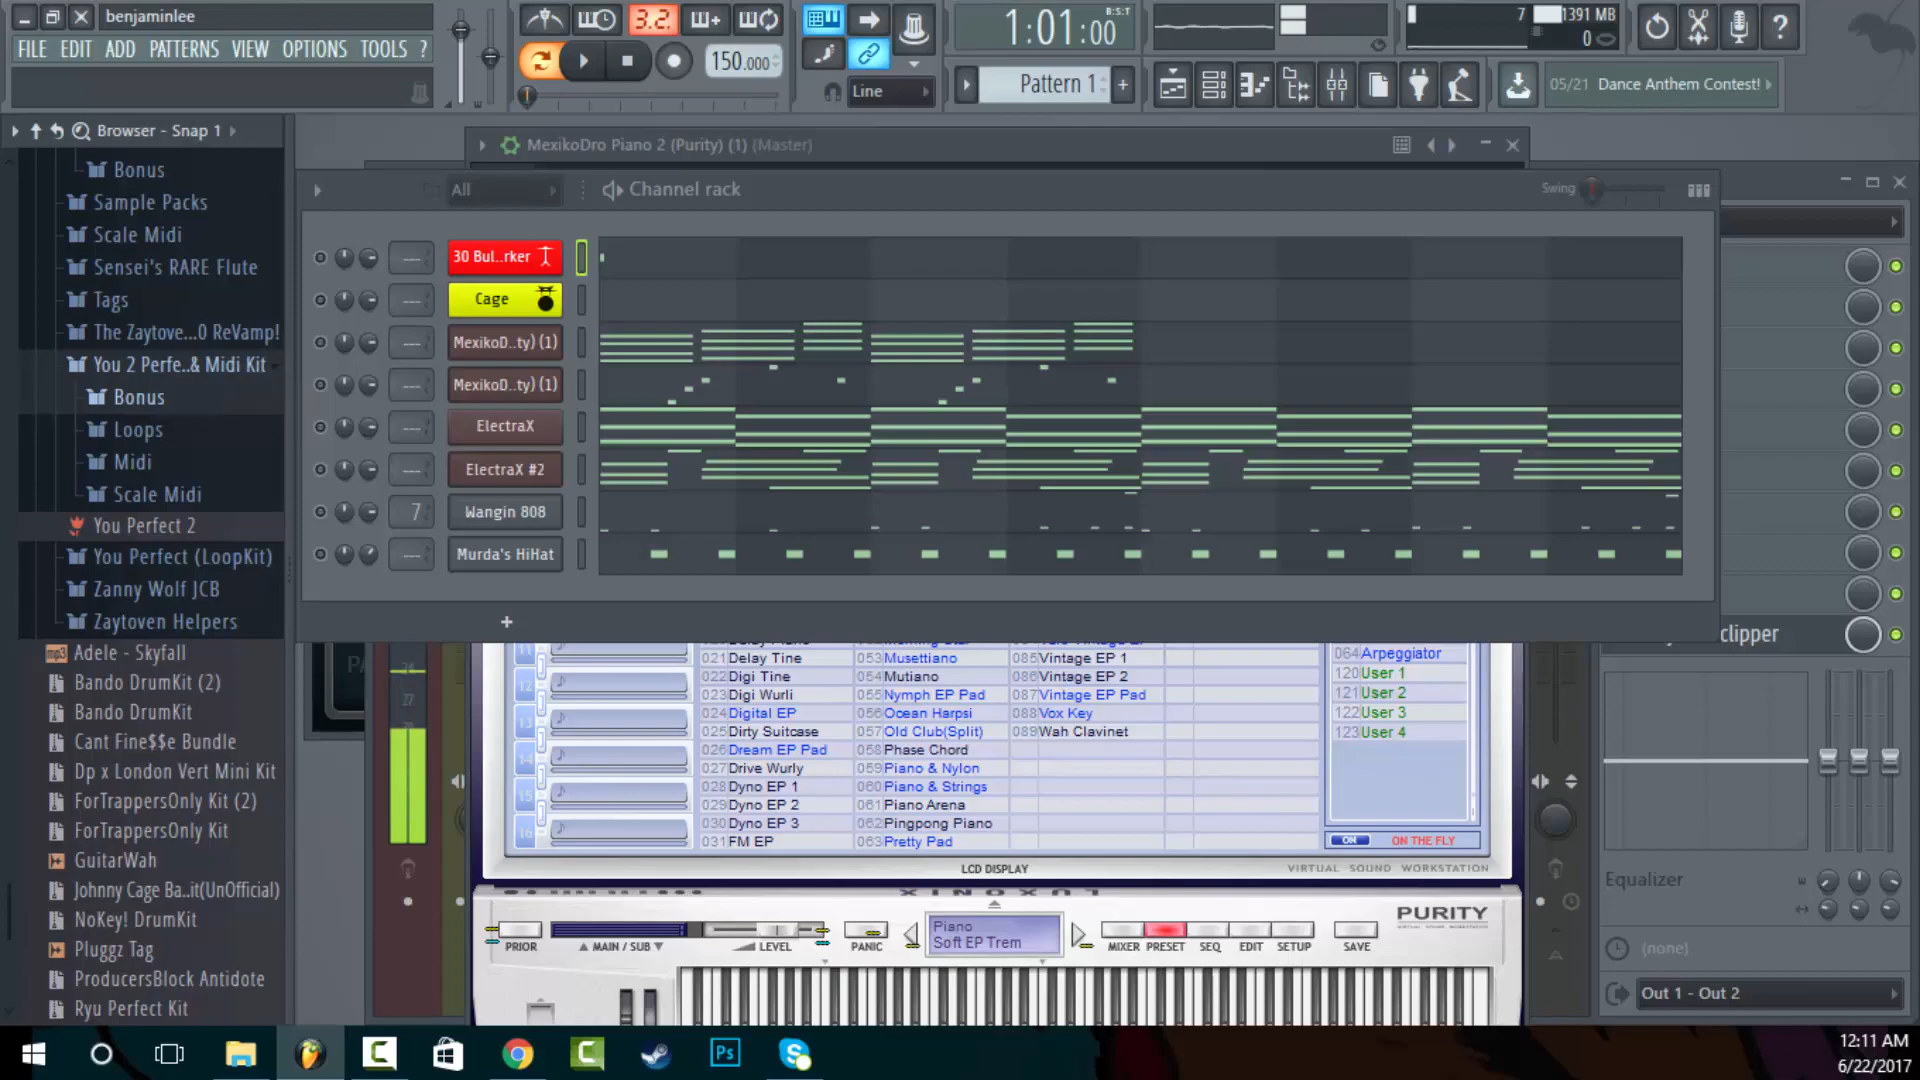 benjaminlee
FILE EDIT ADD PATTERNS VIEW OPTIONS TOOLS ?
3.2
150.000
Line
1:01:00
B:S:T
Pattern 1
+
7
1391 MB
0
?
05/21 Dance Anthem Contest!
Browser - Snap 1
Bonus
Sample Packs
Scale Midi
Sensei's RARE Flute
Tags
The Zaytove...0 ReVamp!
You 2 Perfe..& Midi Kit
Bonus
Loops
Midi
Scale Midi
You Perfect 2
You Perfect (LoopKit)
Zanny Wolf JCB
Zaytoven Helpers
Adele - Skyfall
Bando DrumKit (2)
Bando DrumKit
Cant Fine$$e Bundle
Dp x London Vert Mini Kit
ForTrappersOnly Kit (2)
ForTrappersOnly Kit
GuitarWah
Johnny Cage Ba...it(UnOfficial)
NoKey! DrumKit
Pluggz Tag
ProducersBlock Antidote
Ryu Perfect Kit
MexikoDro Piano 2 (Purity) (1) (Master)
All
Channel rack
Swing
30 Bul..rker
Cage
MexikoD..ty) (1)
MexikoD..ty) (1)
ElectraX
ElectraX #2
7
Wangin 808
Murda's HiHat
+
clipper
Equalizer
(none)
Out 1 - Out 2
27
11
12
13
14
15
16
021 Delay Tine
022 Digi Tine
023 Digi Wurli
024 Digital EP
025 Dirty Suitcase
026 Dream EP Pad
027 Drive Wurly
028 Dyno EP 1
029 Dyno EP 2
030 Dyno EP 3
031 FM EP
053 Musettiano
054 Mutiano
055 Nymph EP Pad
056 Ocean Harpsi
057 Old Club(Split)
058 Phase Chord
059 Piano & Nylon
060 Piano & Strings
061 Piano Arena
062 Pingpong Piano
063 Pretty Pad
085 Vintage EP 1
086 Vintage EP 2
087 Vintage EP Pad
088 Vox Key
089 Wah Clavinet
064 Arpeggiator
120 User 1
121 User 2
122 User 3
123 User 4
ON
ON THE FLY
LCD DISPLAY
VIRTUAL SOUND WORKSTATION
LUXONIX
PURITY
VIRTUAL SOUND WORKSTATION
PRIOR
MAIN / SUB
LEVEL
PANIC
Piano
Soft EP Trem
MIXER PRESET SEQ EDIT SETUP SAVE
Ps
12:11 AM
6/22/2017